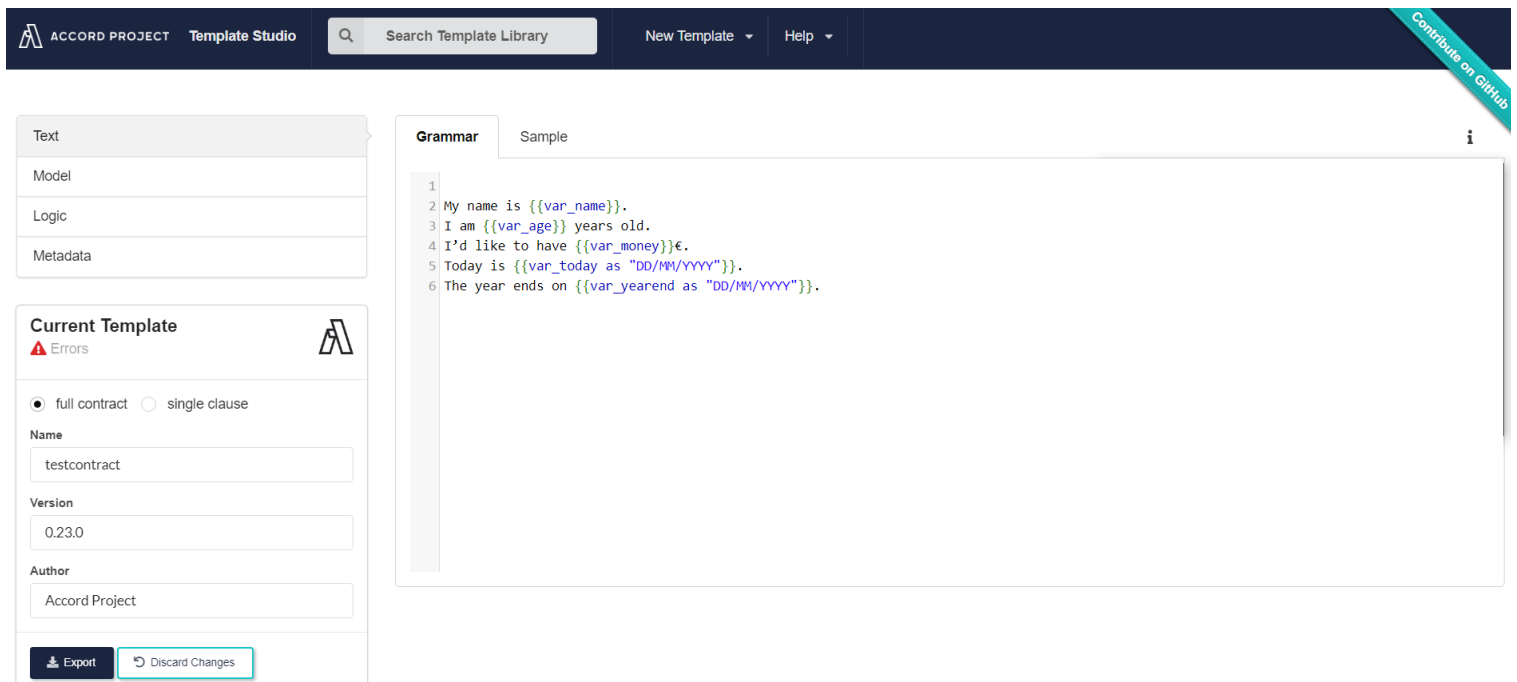 ACCORD PROJECT Template Studio Search Template Library New Template Help
Contribute on GitHub
Text
Model
Logic
Metadata
Current Template
Errors
full contract single clause
Name
testcontract
Version
0.23.0
Author
Accord Project
Export Discard Changes
Grammar Sample i
1
2 My name is {{var_name}}.
3 I am {{var_age}} years old.
4 I’d like to have {{var_money}}€.
5 Today is {{var_today as "DD/MM/YYYY"}}.
6 The year ends on {{var_yearend as "DD/MM/YYYY"}}.